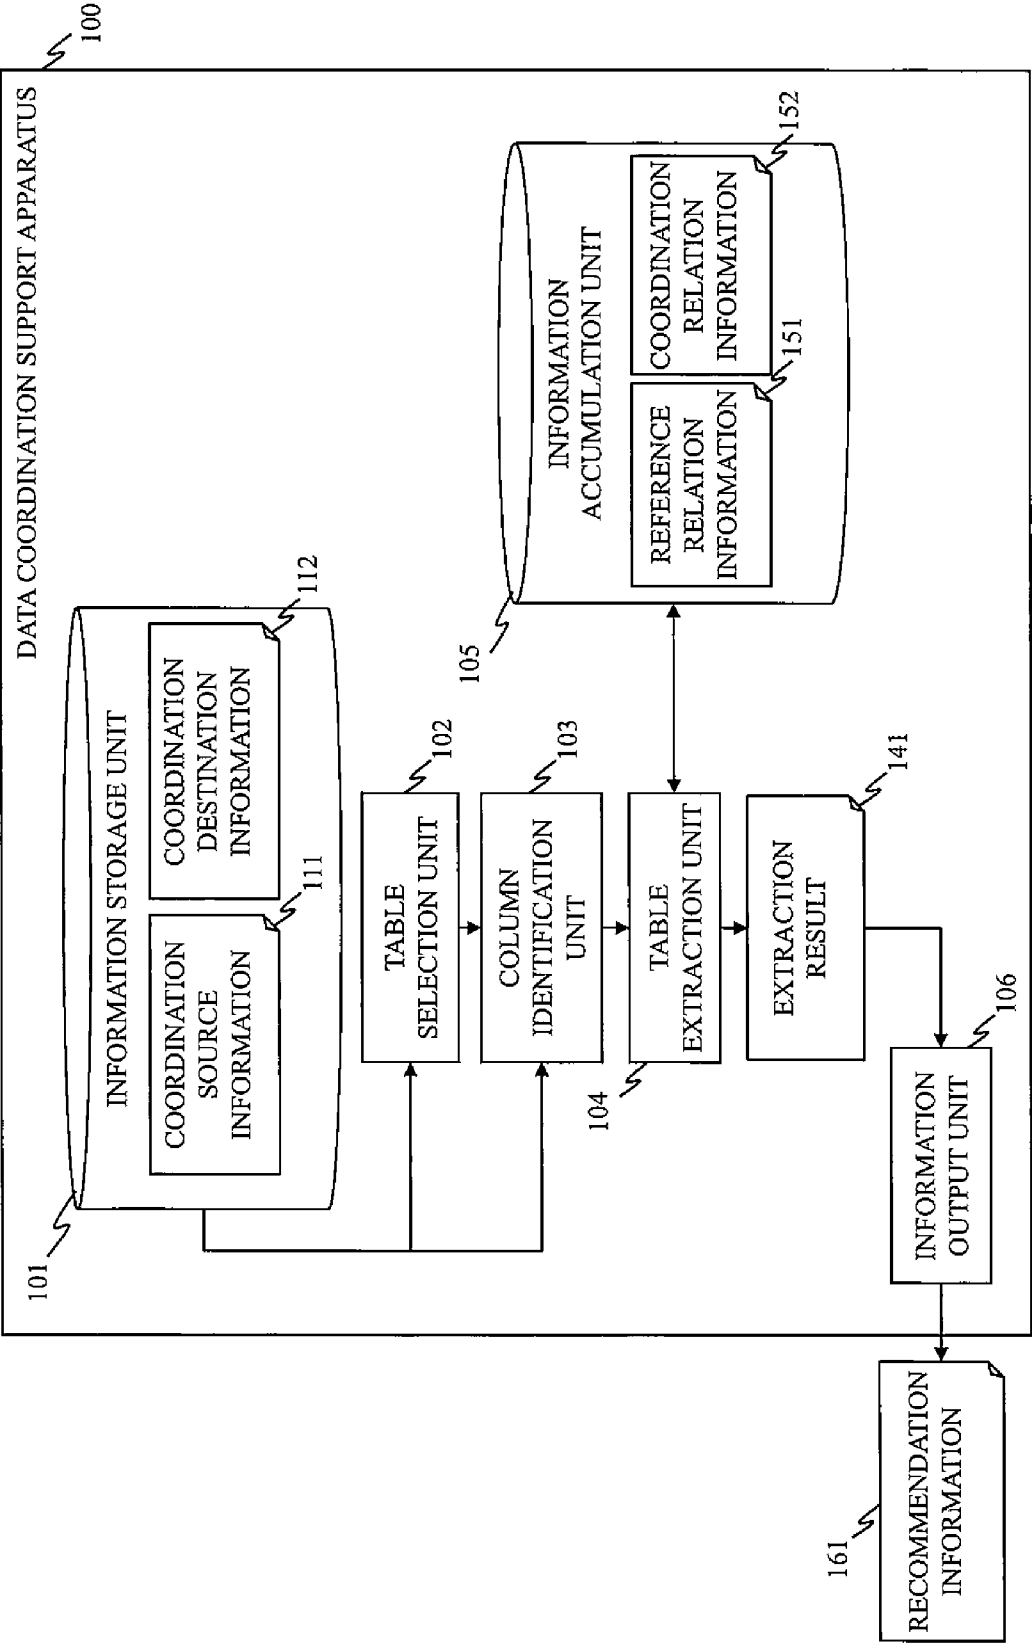 100
DATA COORDINATION SUPPORT APPARATUS
101
INFORMATION STORAGE UNIT
COORDINATION
SOURCE
INFORMATION
111
COORDINATION
DESTINATION
INFORMATION
112
TABLE
SELECTION UNIT
102
COLUMN
IDENTIFICATION
UNIT
103
TABLE
EXTRACTION UNIT
104
105
INFORMATION
ACCUMULATION UNIT
REFERENCE
RELATION
INFORMATION
151
COORDINATION
RELATION
INFORMATION
152
EXTRACTION
RESULT
141
INFORMATION
OUTPUT UNIT
106
161
RECOMMENDATION
INFORMATION